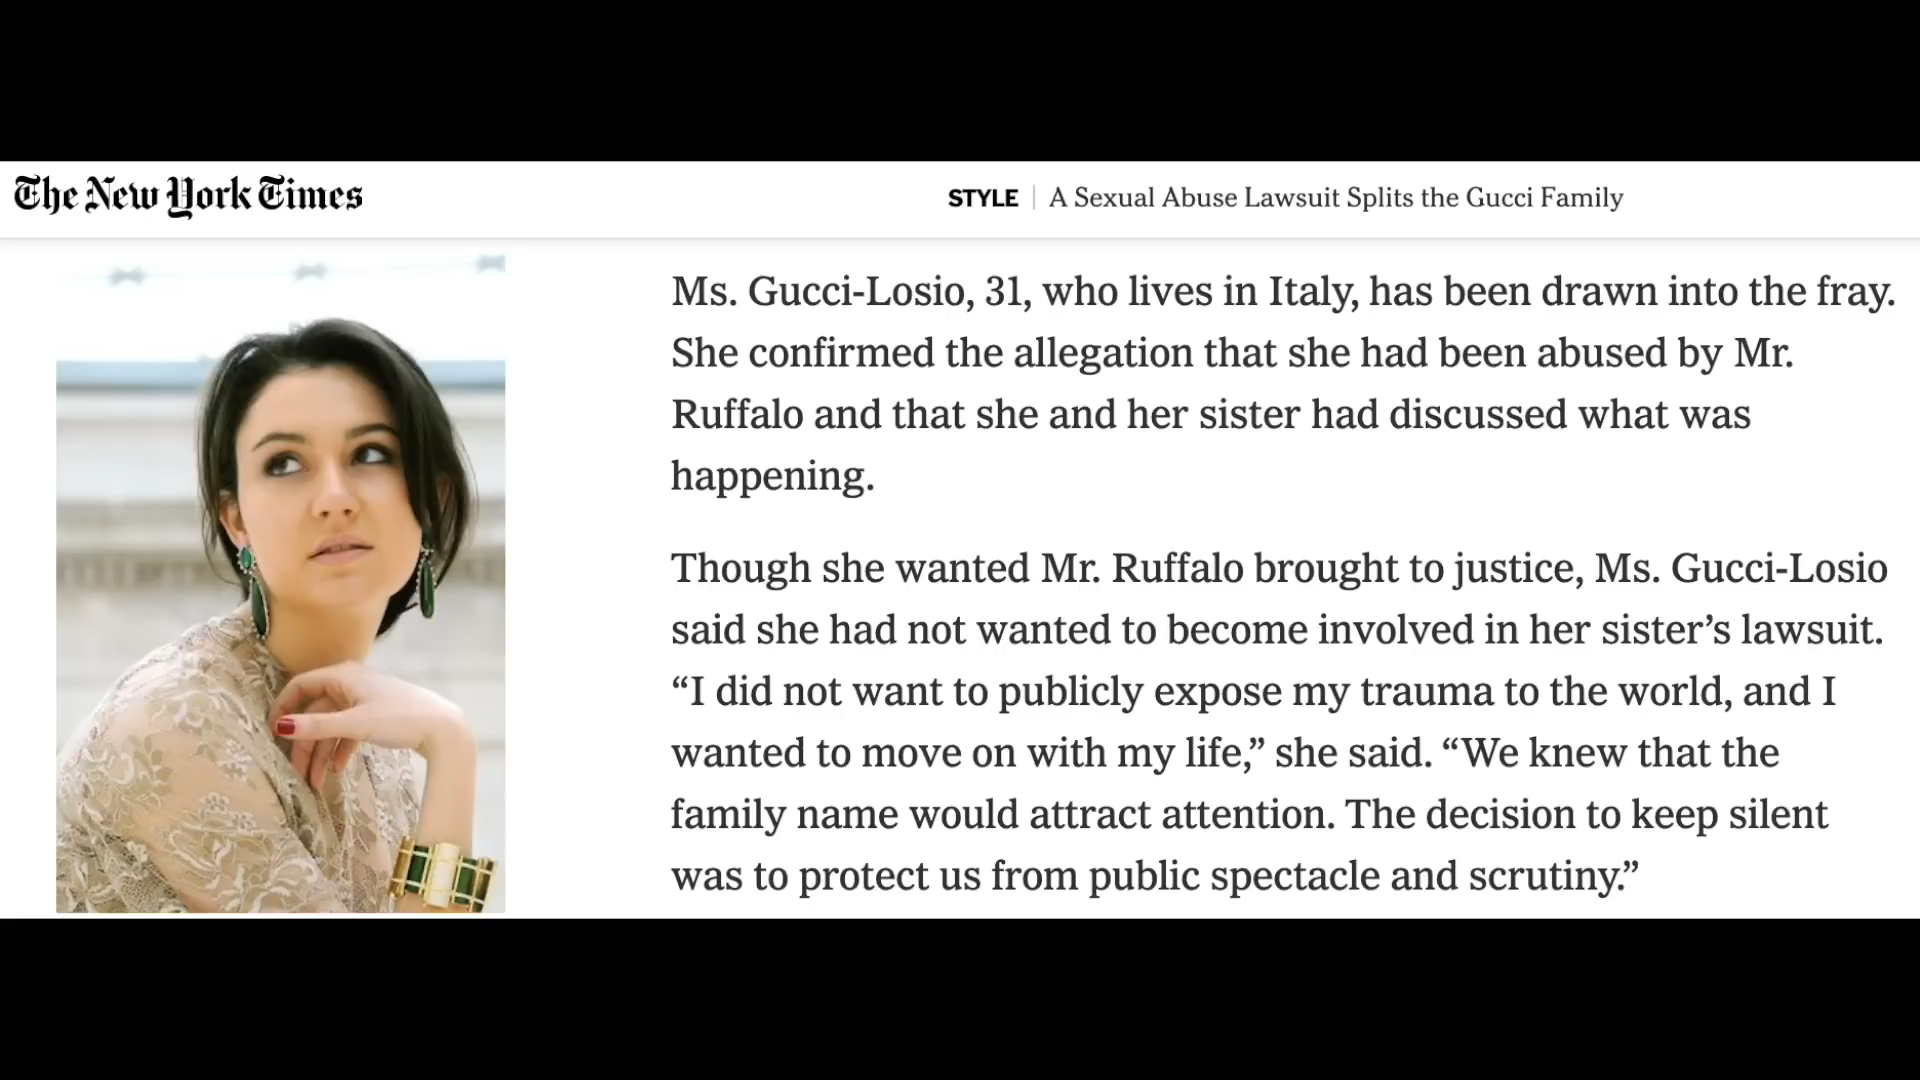 The New York Times
STYLE | A Sexual Abuse Lawsuit Splits the Gucci Family
Ms. Gucci-Losio, 31, who lives in Italy, has been drawn into the fray.
She confirmed the allegation that she had been abused by Mr.
Ruffalo and that she and her sister had discussed what was
happening.
Though she wanted Mr. Ruffalo brought to justice, Ms. Gucci-Losio
said she had not wanted to become involved in her sister’s lawsuit.
“I did not want to publicly expose my trauma to the world, and I
wanted to move on with my life,” she said. “We knew that the
family name would attract attention. The decision to keep silent
was to protect us from public spectacle and scrutiny.”